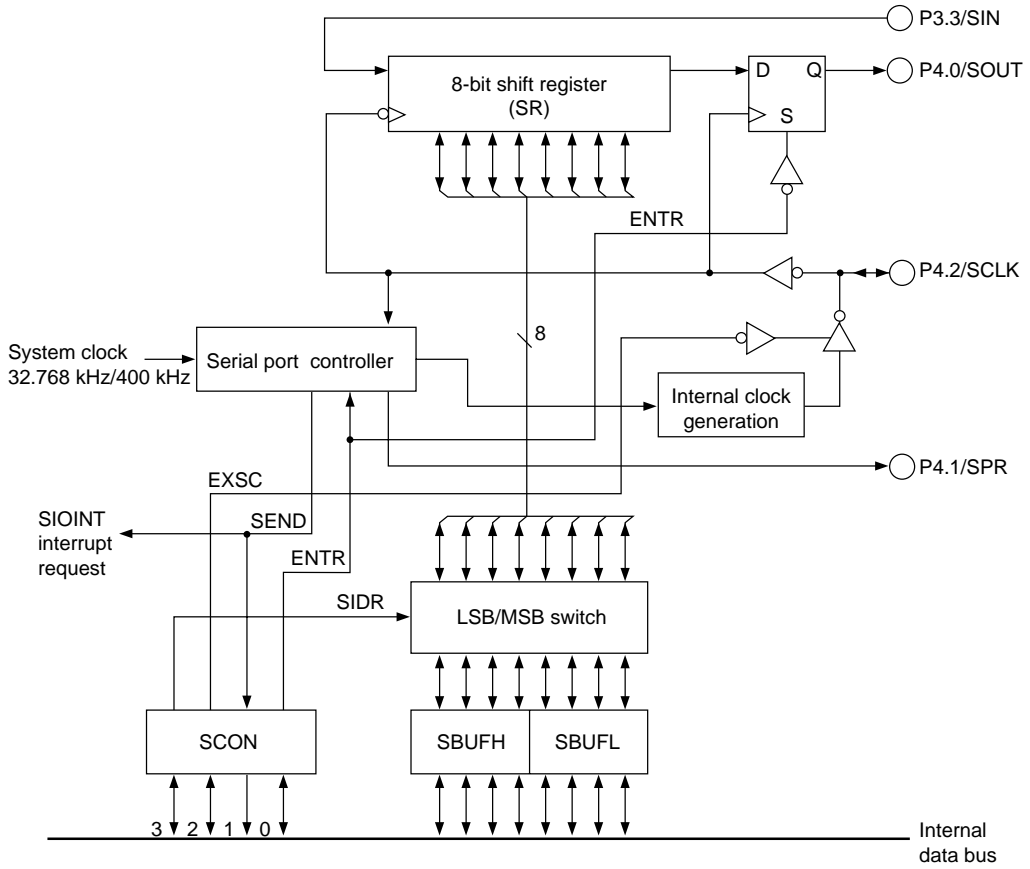 P3.3/SIN
8-bit shift register
(SR)
D Q
S
P4.0/SOUT
ENTR
P4.2/SCLK
8
System clock
32.768 kHz/400 kHz
Serial port controller
Internal clock
generation
P4.1/SPR
EXSC
SIOINT
interrupt
request
SEND
ENTR
SIDR
LSB/MSB switch
SCON
SBUFH
SBUFL
3 2 1 0
Internal
data bus